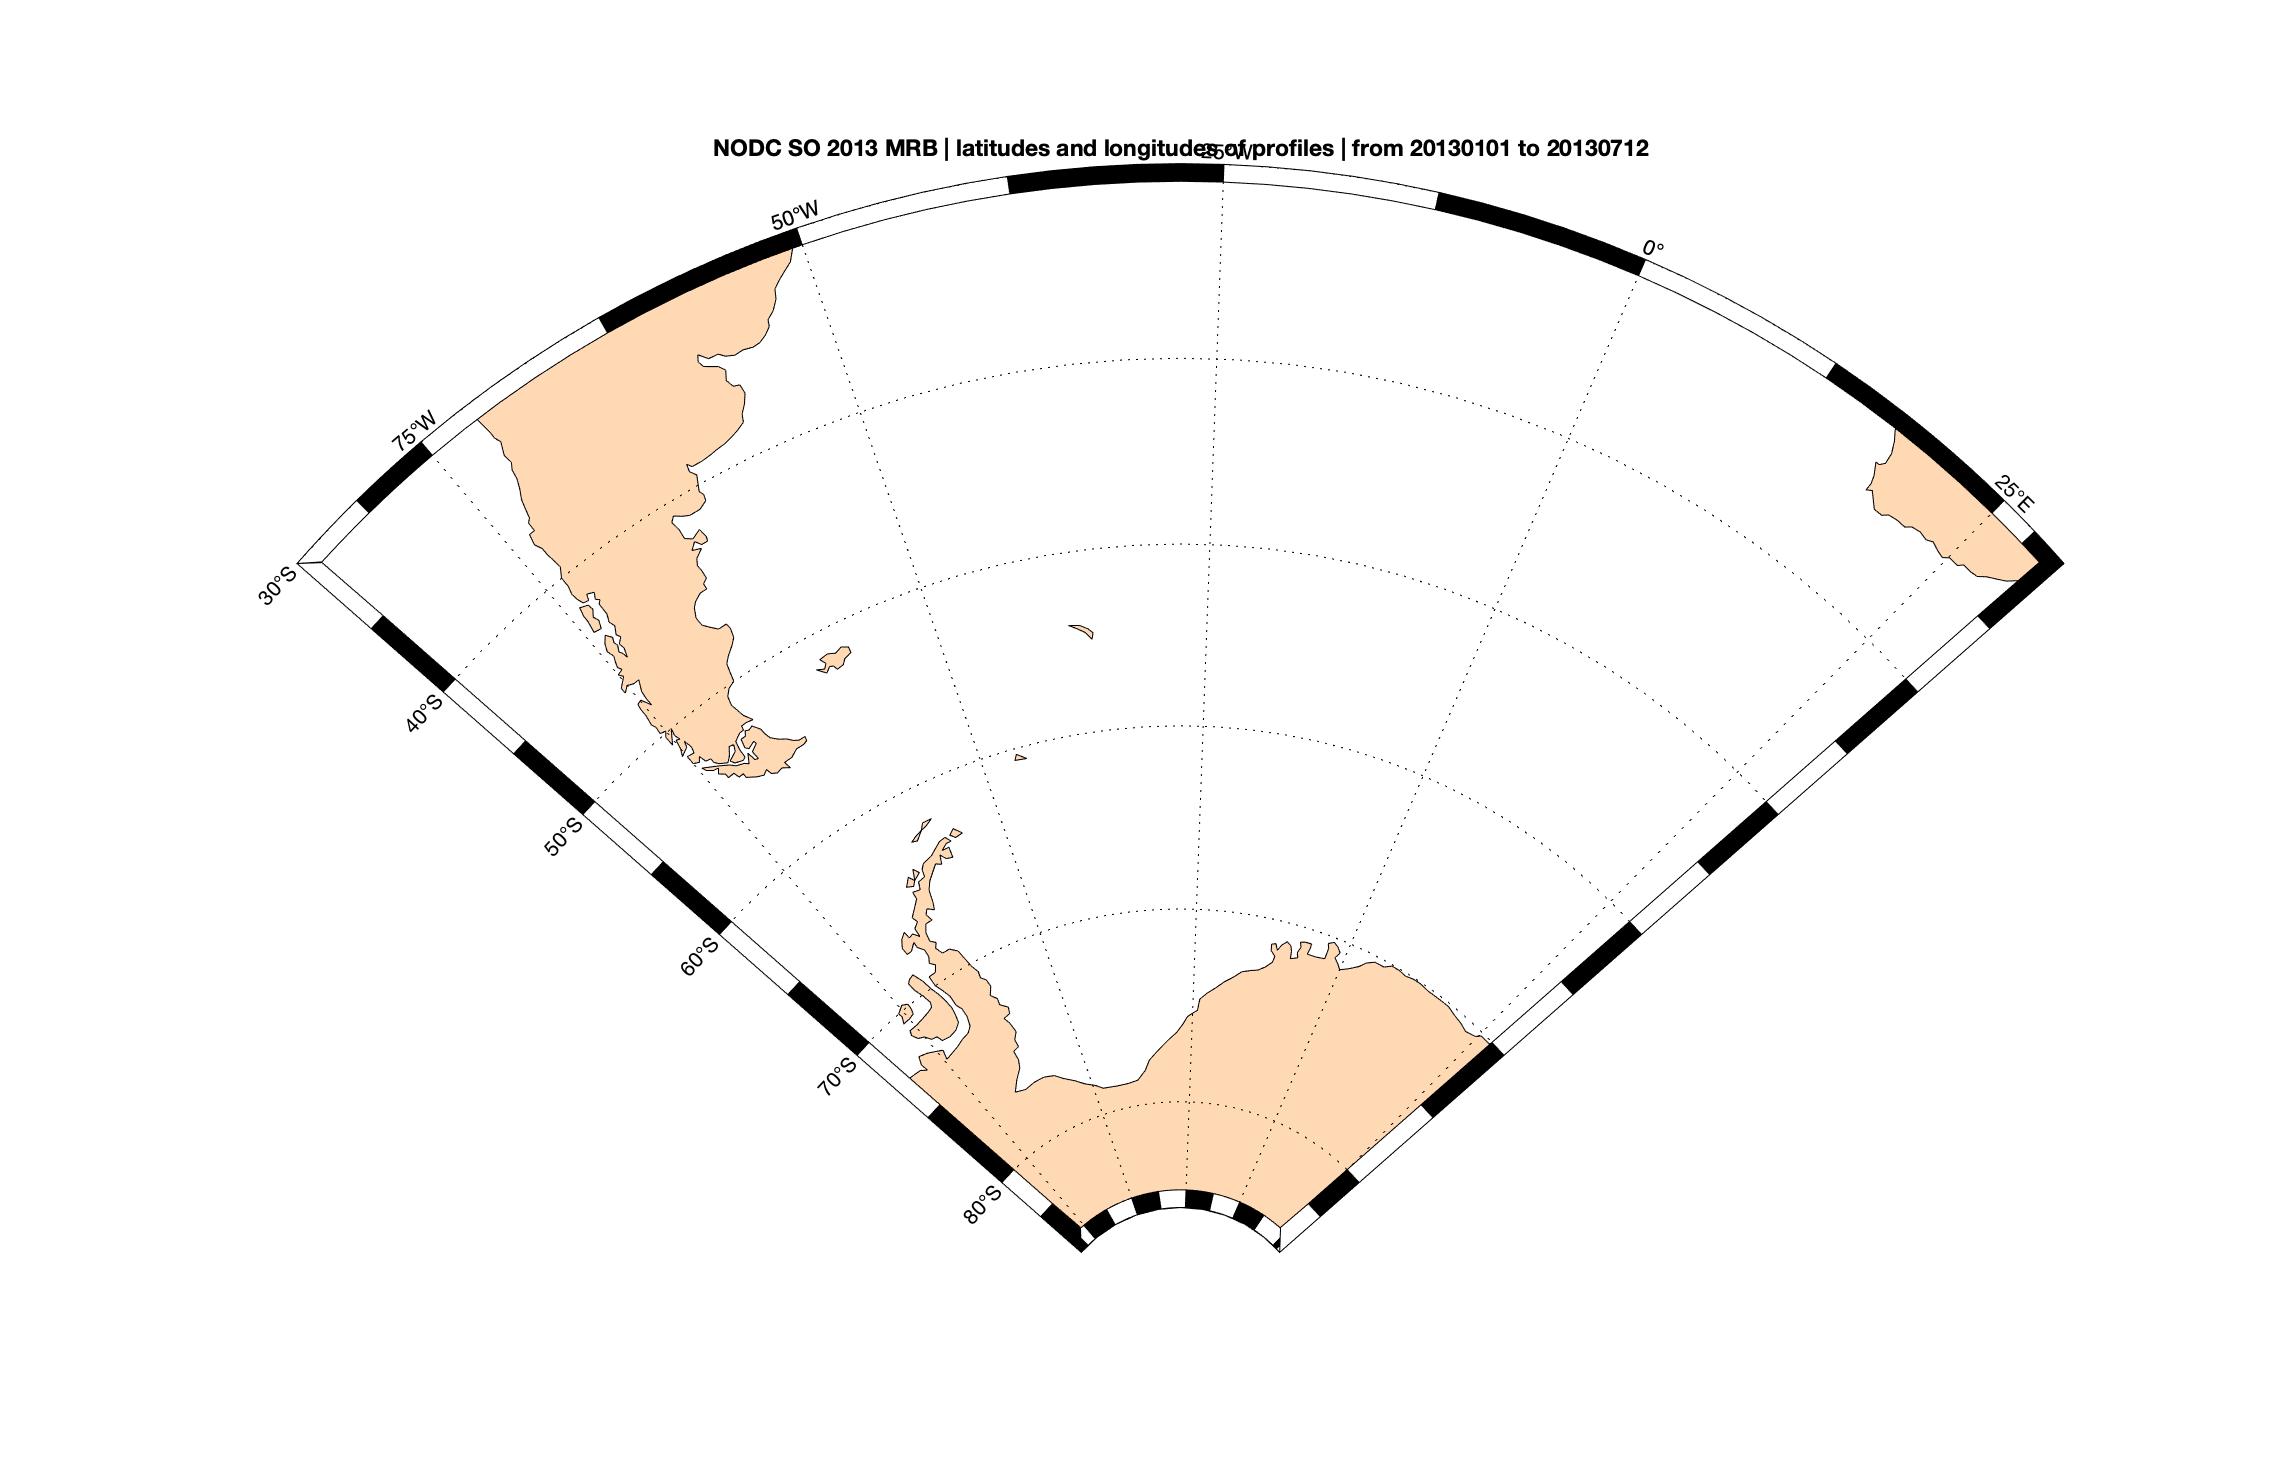 NODC SO 2013 MRB | latitudes and longitudes of profiles | from 20130101 to 20130712
25°W
50°W
0°
75°W
25°E
30°S
40°S
50°S
60°S
70°S
80°S